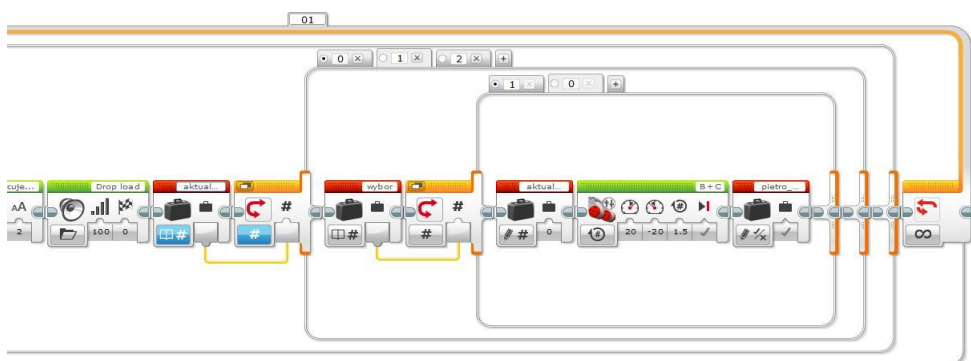 01
0 1 2 +
1 0 +
cuje... Drop load aktual... wybor aktual... B+C pietro_...
AA # # #
2 100 0 # # # # # 0 # 20 -20 1.5 # ∞